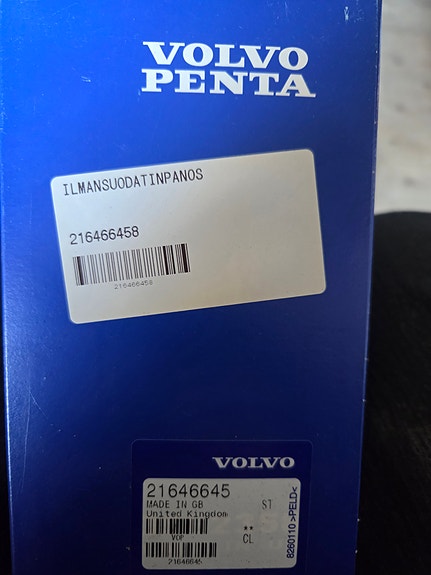 VOLVO
PENTA
ILMANSUODATINPANOS
216466458
216466458
VOLVO
21646645
MADE IN GB ST
United Kingdom
**
VOP CL
21646645
8260110 >PELD<